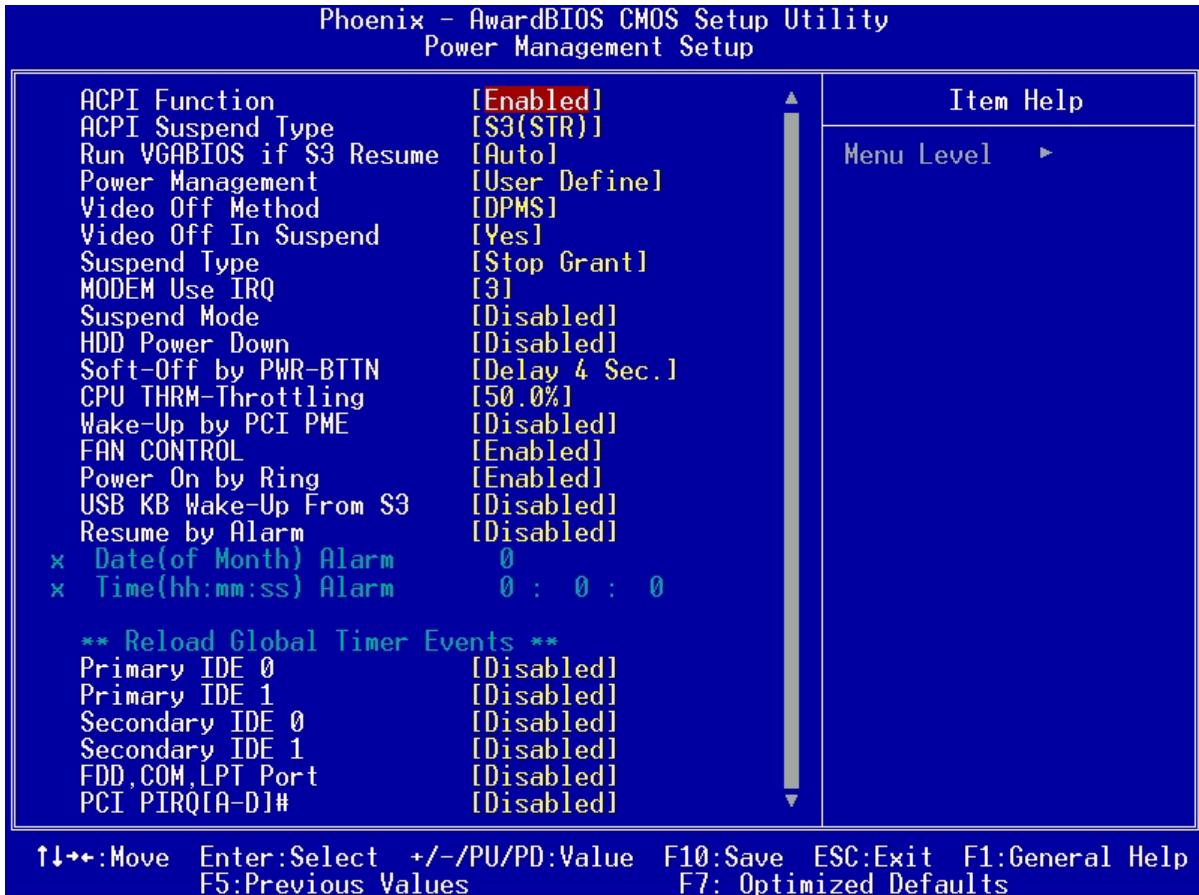 Phoenix - AwardBIOS CMOS Setup Utility
Power Management Setup
ACPI Function [Enabled]
ACPI Suspend Type [S3(STR)]
Run VGABIOS if S3 Resume [Auto]
Power Management [User Define]
Video Off Method [DPMS]
Video Off In Suspend [Yes]
Suspend Type [Stop Grant]
MODEM Use IRQ [3]
Suspend Mode [Disabled]
HDD Power Down [Disabled]
Soft-Off by PWR-BTTN [Delay 4 Sec.]
CPU THRM-Throttling [50.0%]
Wake-Up by PCI PME [Disabled]
FAN CONTROL [Enabled]
Power On by Ring [Enabled]
USB KB Wake-Up From S3 [Disabled]
Resume by Alarm [Disabled]
x Date(of Month) Alarm 0
x Time(hh:mm:ss) Alarm 0 : 0 : 0
** Reload Global Timer Events **
Primary IDE 0 [Disabled]
Primary IDE 1 [Disabled]
Secondary IDE 0 [Disabled]
Secondary IDE 1 [Disabled]
FDD,COM,LPT Port [Disabled]
PCI PIRQ[A-D]# [Disabled]
Item Help
Menu Level ►
↑↓→←:Move Enter:Select +/-/PU/PD:Value F10:Save ESC:Exit F1:General Help
F5:Previous Values F7: Optimized Defaults